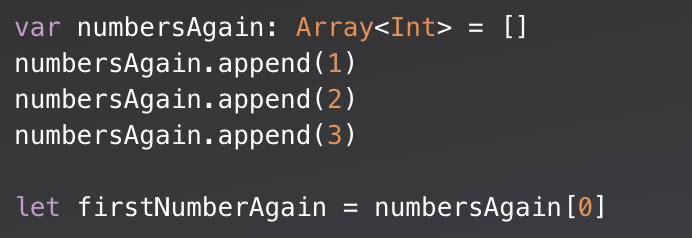 var numbersAgain: Array<Int> = []
numbersAgain.append(1)
numbersAgain.append(2)
numbersAgain.append(3)
let firstNumberAgain = numbersAgain[0]